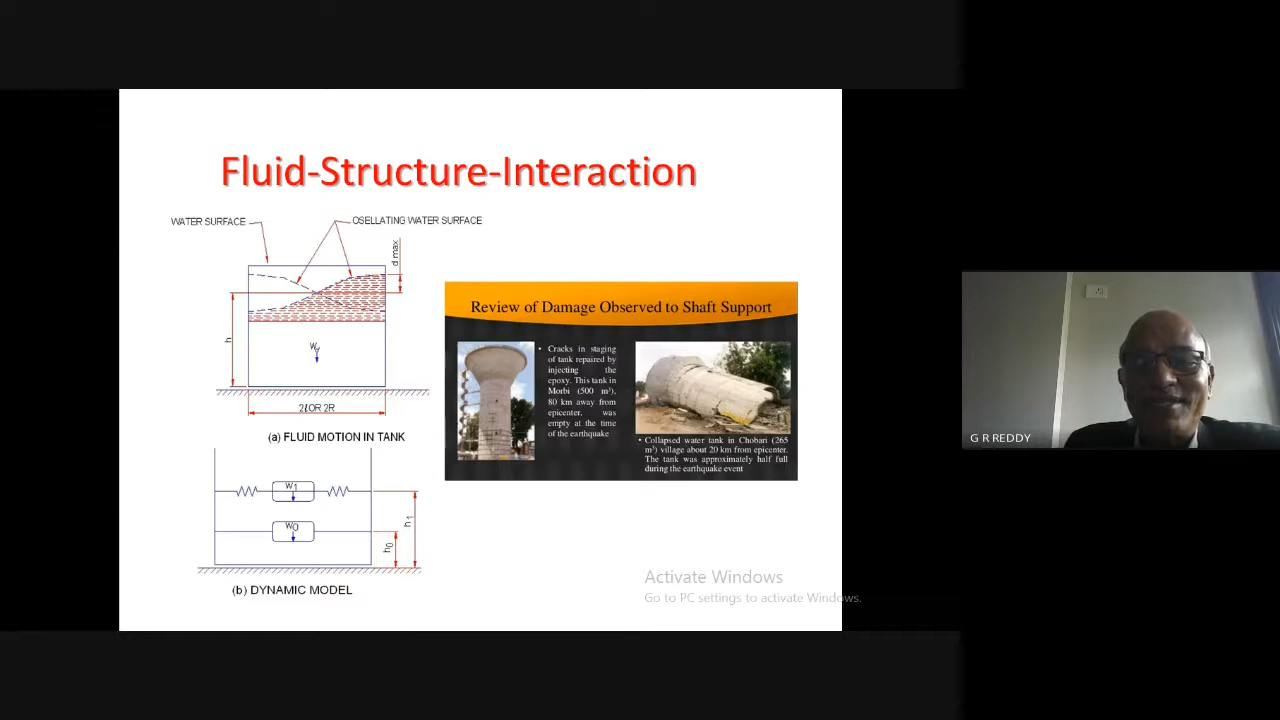 Fluid-Structure-Interaction
WATER SURFACE
OSELLATING WATER SURFACE
d max
h
W
2ℓOR 2R
(a) FLUID MOTION IN TANK
W1
W0
h1
h0
(b) DYNAMIC MODEL
Review of Damage Observed to Shaft Support
• Cracks in staging
of tank repaired by
injecting the
epoxy. This tank in
Morbi (500 m³),
80 km away from
epicenter, was
empty at the time
of the earthquake
• Collapsed water tank in Chobari (265
m³) village about 20 km from epicenter.
The tank was approximately half full
during the earthquake event
Activate Windows
Go to PC settings to activate Windows.
G R REDDY